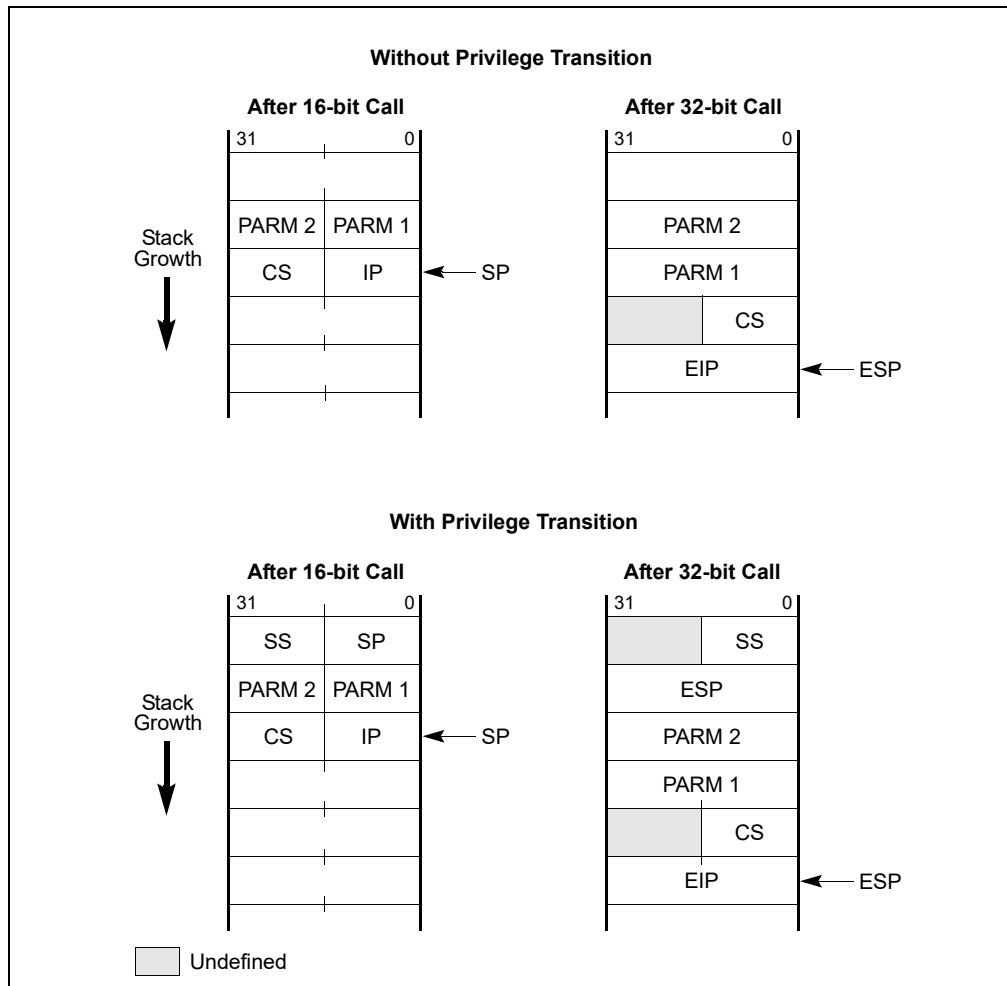 Without Privilege Transition
After 16-bit Call
After 32-bit Call
31 0
31 0
PARM 2 PARM 1
PARM 2
Stack
Growth
CS IP
SP
PARM 1
CS
EIP
ESP
With Privilege Transition
After 16-bit Call
After 32-bit Call
31 0
31 0
SS SP
SS
PARM 2 PARM 1
ESP
Stack
Growth
CS IP
SP
PARM 2
PARM 1
CS
EIP
ESP
Undefined